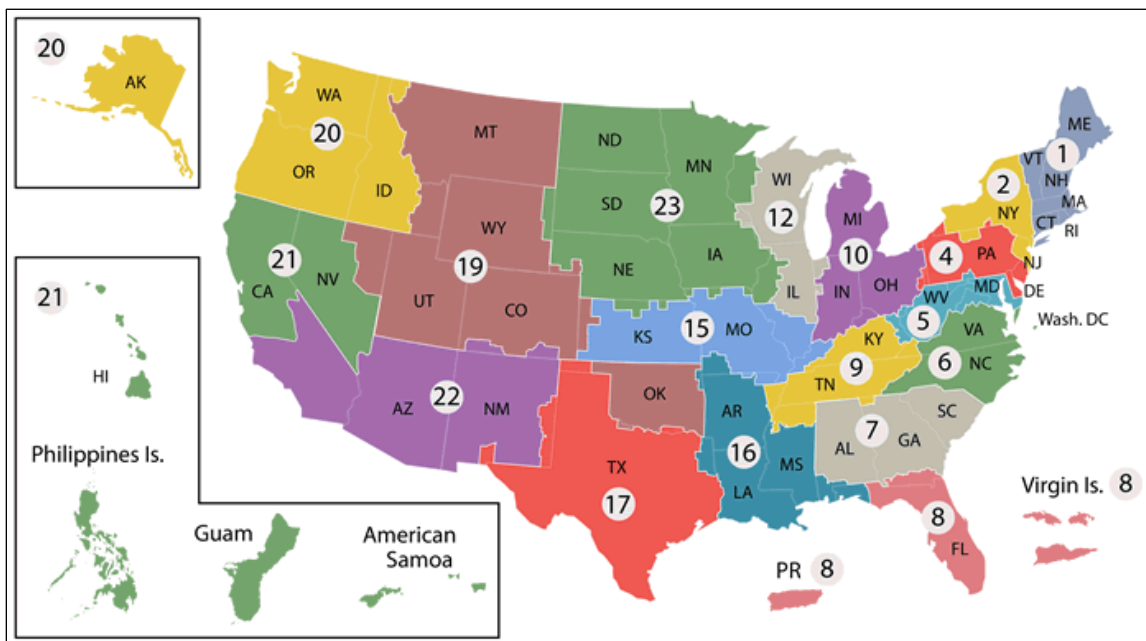 20
AK
21
HI
Philippines Is.
Guam
American
Samoa
WA
20
OR
ID
MT
WY
19
UT
CO
OK
21
CA
NV
AZ
22
NM
ND
MN
SD
23
NE
IA
WI
12
IL
MI
10
IN
OH
KS
15
MO
KY
9
TN
AR
16
MS
LA
TX
17
ME
1
VT
NH
MA
CT
RI
2
NY
4
PA
NJ
DE
WV
MD
5
Wash. DC
VA
6
NC
SC
7
AL
GA
8
FL
Virgin Is. 8
PR 8